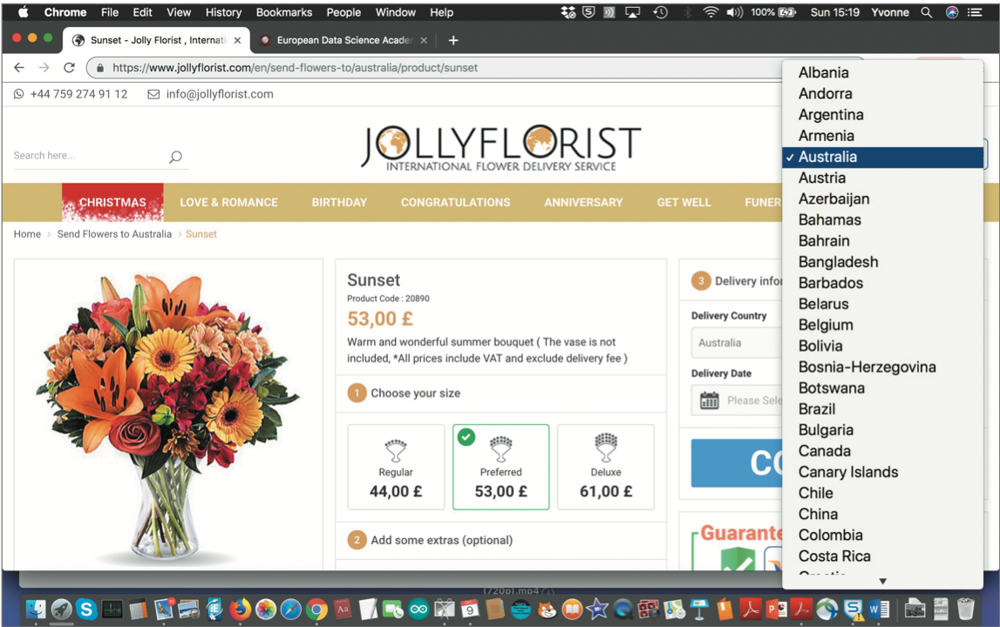 Chrome File Edit View History Bookmarks People Window Help 100% Sun 15:19 Yvonne
Sunset - Jolly Florist , Internati European Data Science Acade
https://www.jollyflorist.com/en/send-flowers-to/australia/product/sunset
+44 759 274 91 12 info@jollyflorist.com
Search here...
JOLLYFLORIST
INTERNATIONAL FLOWER DELIVERY SERVICE
CHRISTMAS LOVE & ROMANCE BIRTHDAY CONGRATULATIONS ANNIVERSARY GET WELL FUNER
Home > Send Flowers to Australia > Sunset
Sunset
Product Code : 20890
53,00 £
Warm and wonderful summer bouquet ( The vase is not
included, *All prices include VAT and exclude delivery fee )
1 Choose your size
Regular
44,00 £
Preferred
53,00 £
Deluxe
61,00 £
2 Add some extras (optional)
3 Delivery infor
Delivery Country
Australia
Delivery Date
Please Sele
CO
Guarante
Albania
Andorra
Argentina
Armenia
✓ Australia
Austria
Azerbaijan
Bahamas
Bahrain
Bangladesh
Barbados
Belarus
Belgium
Bolivia
Bosnia-Herzegovina
Botswana
Brazil
Bulgaria
Canada
Canary Islands
Chile
China
Colombia
Costa Rica
(720p).mp4